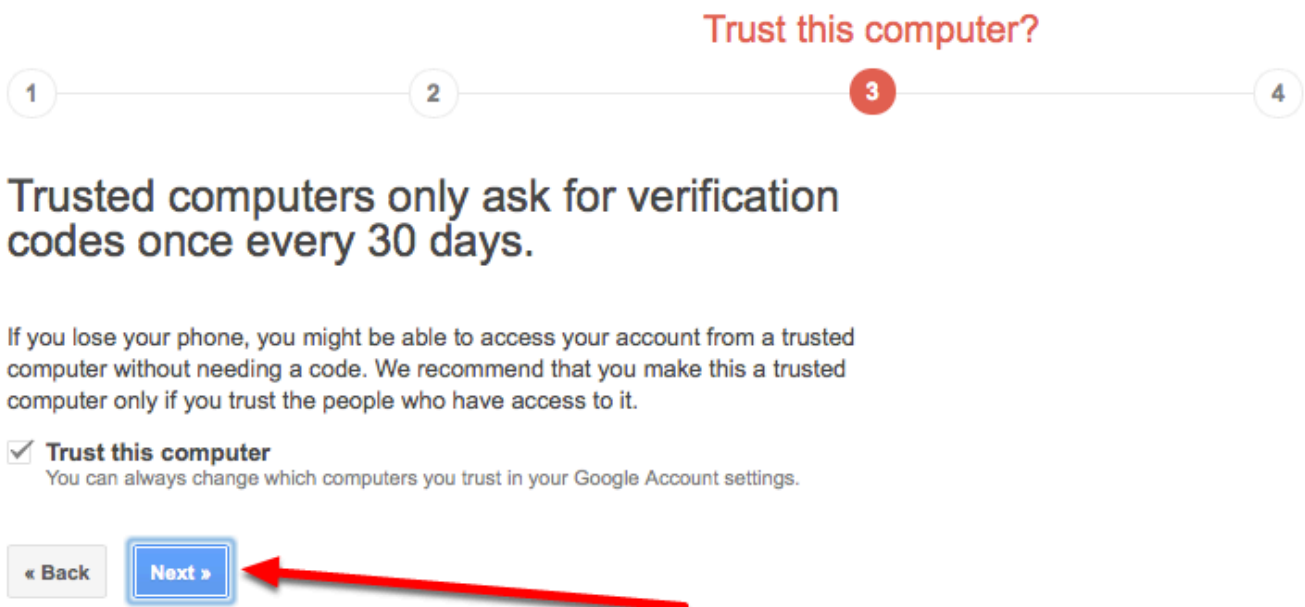 Trust this computer?
1 2 3 4
Trusted computers only ask for verification
codes once every 30 days.
If you lose your phone, you might be able to access your account from a trusted
computer without needing a code. We recommend that you make this a trusted
computer only if you trust the people who have access to it.
Trust this computer
You can always change which computers you trust in your Google Account settings.
« Back Next »